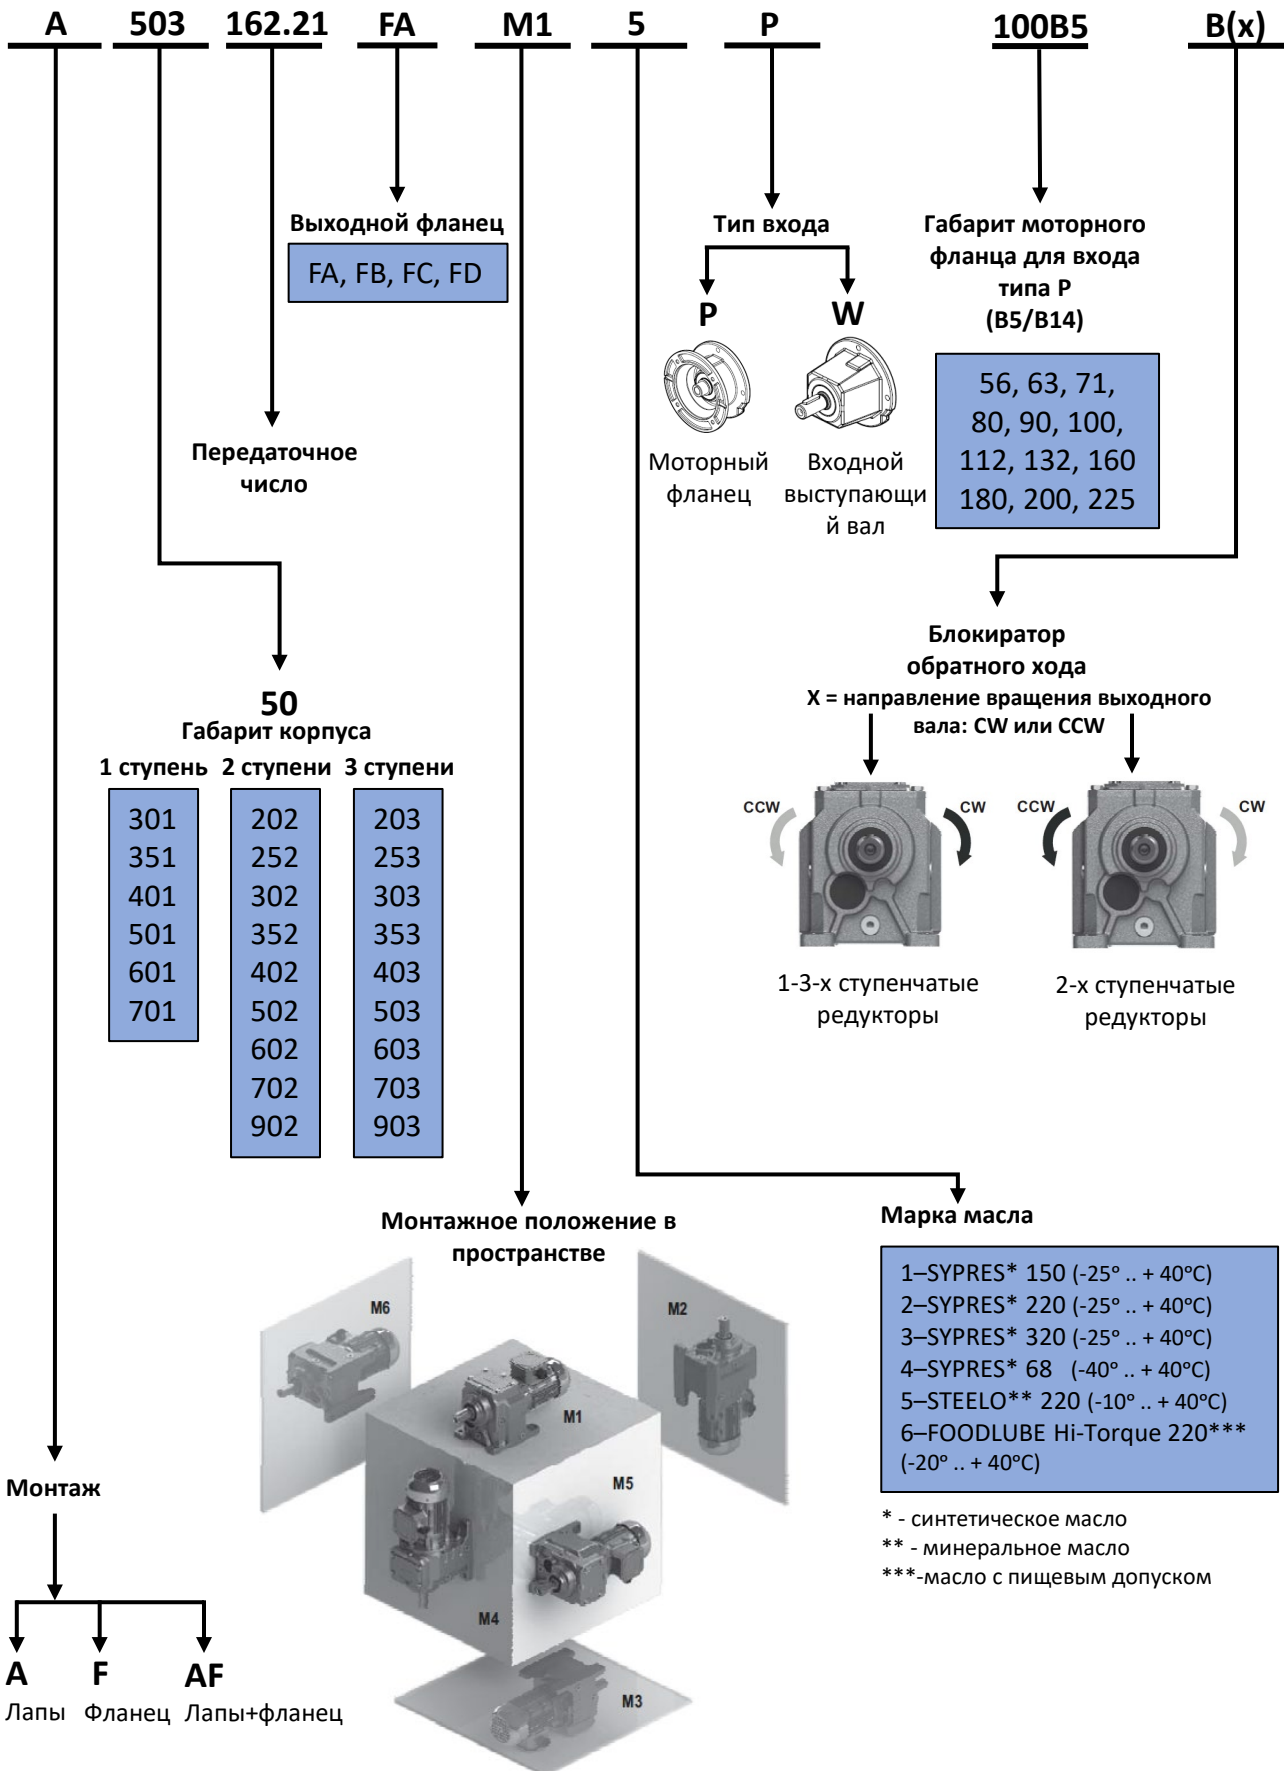 A 503 162.21 FA M1 5 P 100B5 B(x)
Выходной фланец
FA, FB, FC, FD
Тип входа
P W
Моторный
фланец
Входной
выступающи
й вал
Габарит моторного
фланца для входа
типа P
(B5/B14)
56, 63, 71,
80, 90, 100,
112, 132, 160
180, 200, 225
Передаточное
число
Блокиратор
обратного хода
X = направление вращения выходного
вала: CW или CCW
CCW CW CCW CW
1-3-х ступенчатые
редукторы
2-х ступенчатые
редукторы
50
Габарит корпуса
1 ступень 2 ступени 3 ступени
301 202 203
351 252 253
401 302 303
501 352 353
601 402 403
701 502 503
602 603
702 703
902 903
Монтажное положение в
пространстве
M6
M2
M1
M5
M4
M3
Марка масла
1–SYPRES* 150 (-25° .. + 40°C)
2–SYPRES* 220 (-25° .. + 40°C)
3–SYPRES* 320 (-25° .. + 40°C)
4–SYPRES* 68 (-40° .. + 40°C)
5–STEELO** 220 (-10° .. + 40°C)
6–FOODLUBE Hi-Torque 220***
(-20° .. + 40°C)
* - синтетическое масло
** - минеральное масло
***-масло с пищевым допуском
Монтаж
A F AF
Лапы Фланец Лапы+фланец